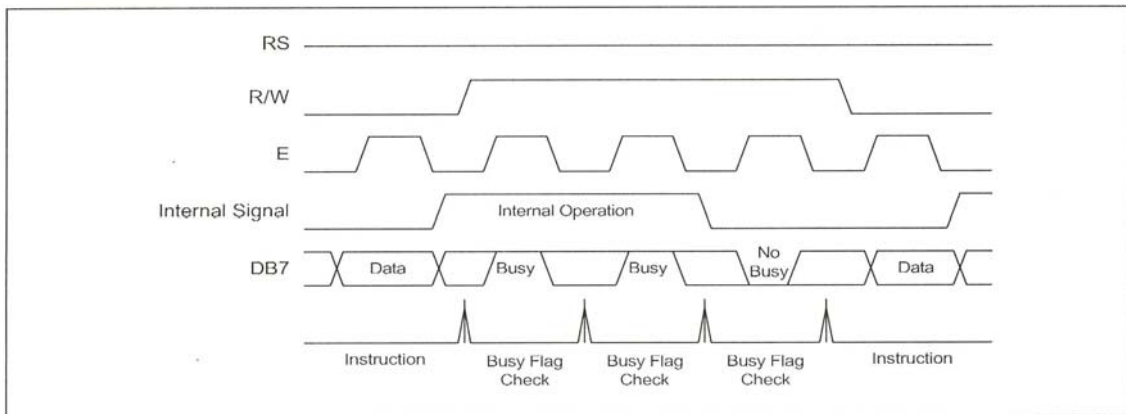 RS
R/W
E
Internal Signal
Internal Operation
DB7
Data
Busy
Busy
No
Busy
Data
Instruction
Busy Flag
Check
Busy Flag
Check
Busy Flag
Check
Instruction